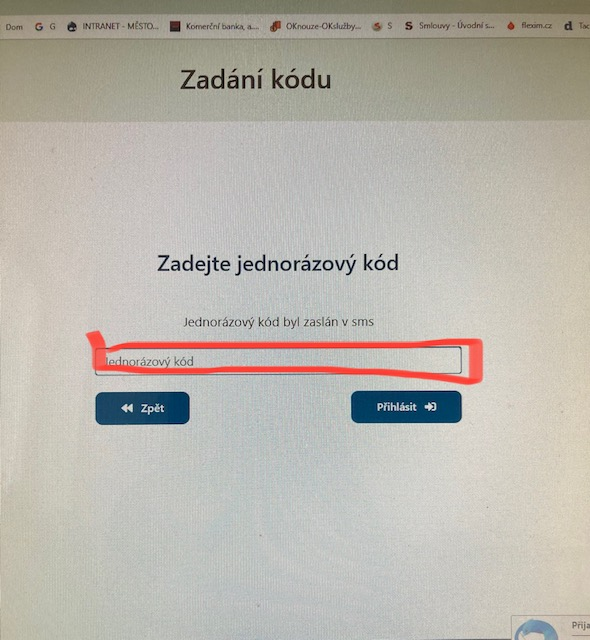 Dom G G INTRANET - MĚSTO... Komerční banka, a.... OKnouze-OKslužby... S S Smlouvy - Úvodní s... flexim.cz d Tac
Zadání kódu
Zadejte jednorázový kód
Jednorázový kód byl zaslán v sms
Jednorázový kód
Zpět Přihlásit
Přija